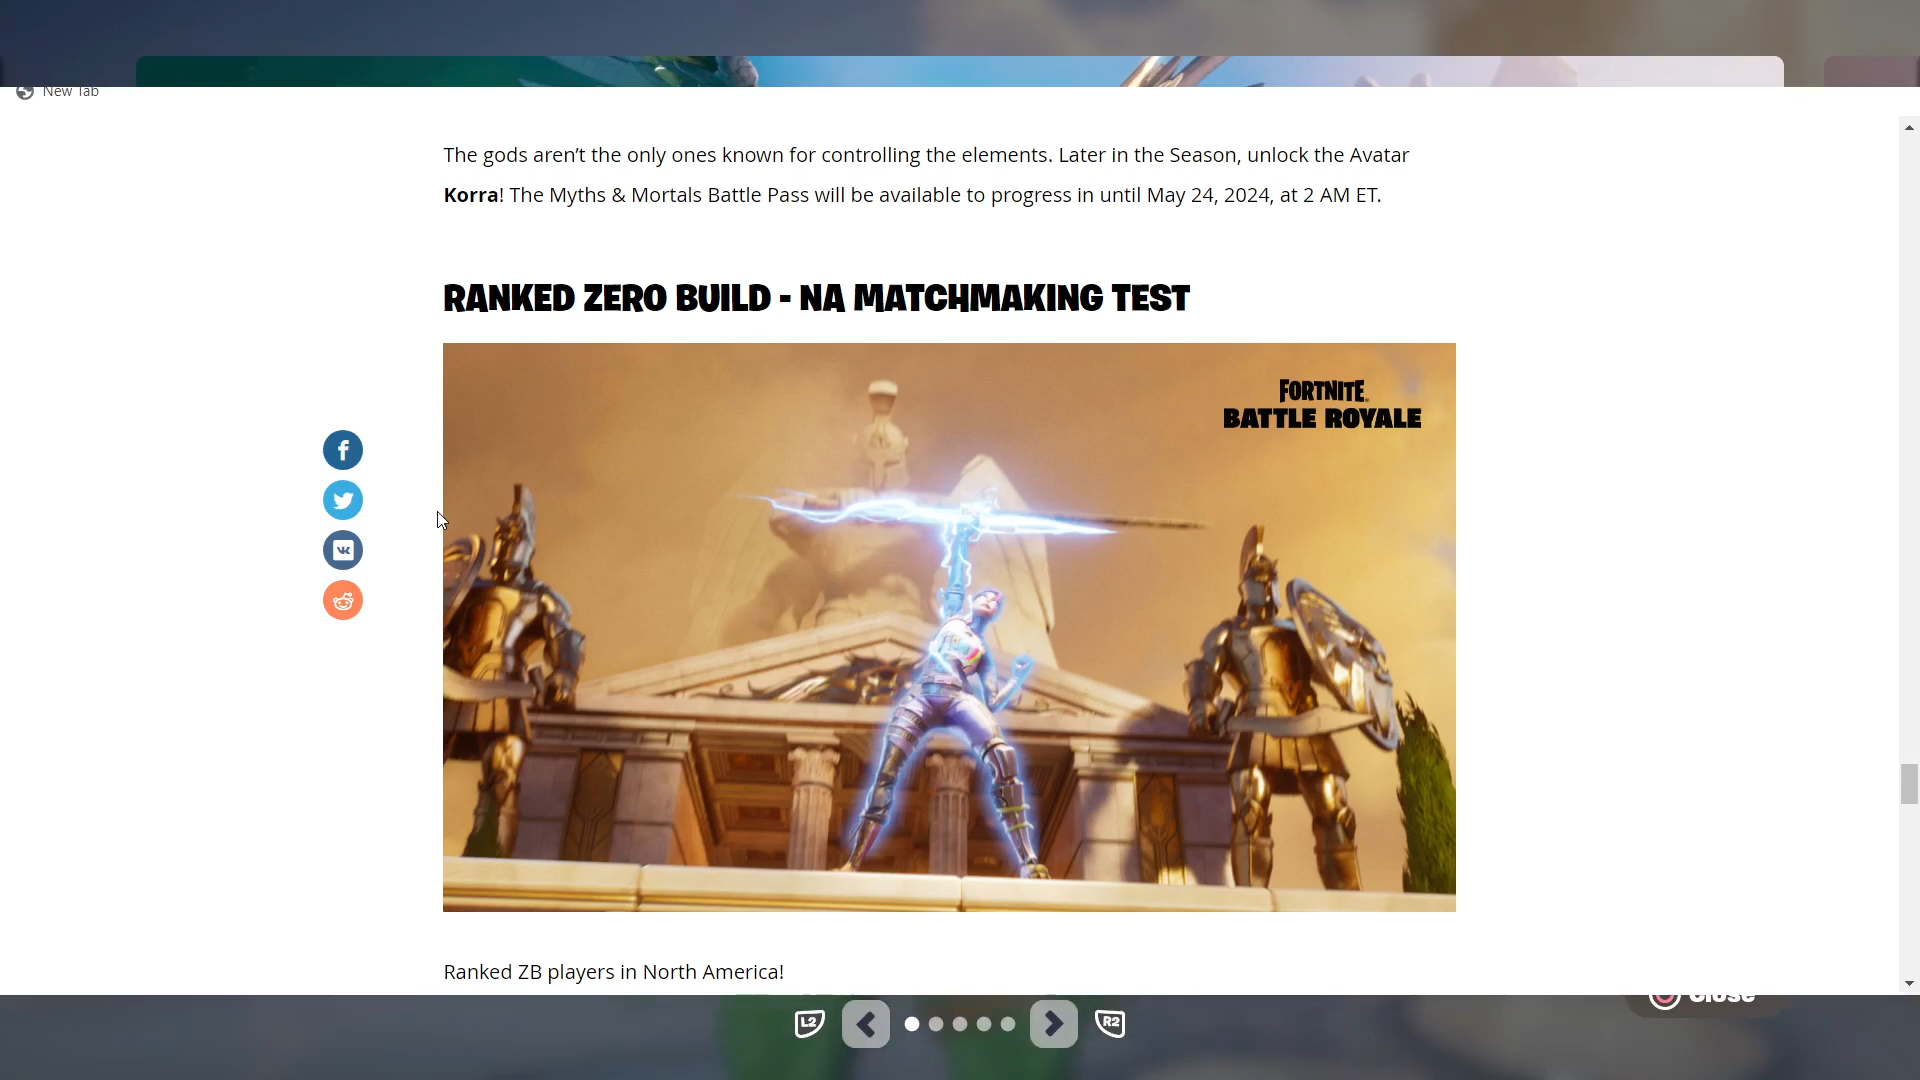 New Tab
The gods aren’t the only ones known for controlling the elements. Later in the Season, unlock the Avatar
Korra! The Myths & Mortals Battle Pass will be available to progress in until May 24, 2024, at 2 AM ET.
RANKED ZERO BUILD - NA MATCHMAKING TEST
FORTNITE
BATTLE ROYALE
Ranked ZB players in North America!
Close
L2
R2